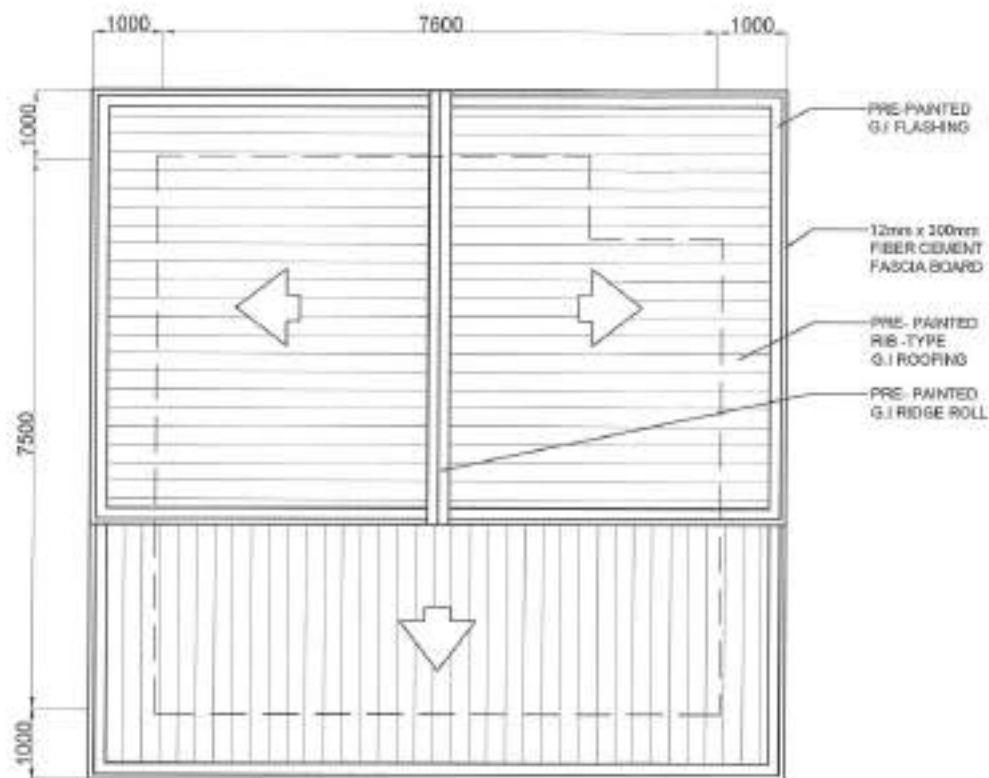 1000 7600 1000
1000
7500
1000
PRE-PAINTED
G.I FLASHING
12mm x 300mm
FIBER CEMENT
FASCIA BOARD
PRE- PAINTED
RIB -TYPE
G.I ROOFING
PRE- PAINTED
G.I RIDGE ROLL